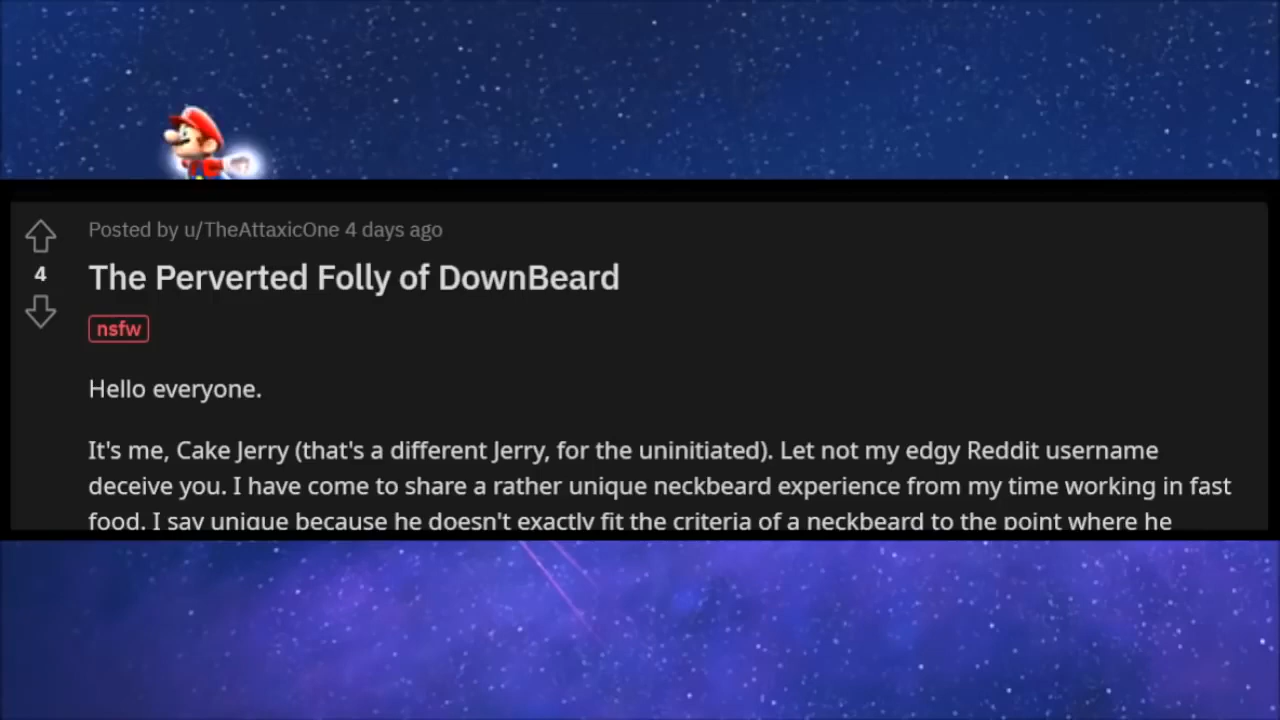 Posted by u/TheAttaxicOne 4 days ago
4
The Perverted Folly of DownBeard
nsfw
Hello everyone.
It's me, Cake Jerry (that's a different Jerry, for the uninitiated). Let not my edgy Reddit username
deceive you. I have come to share a rather unique neckbeard experience from my time working in fast
food. I say unique because he doesn't exactly fit the criteria of a neckbeard to the point where he